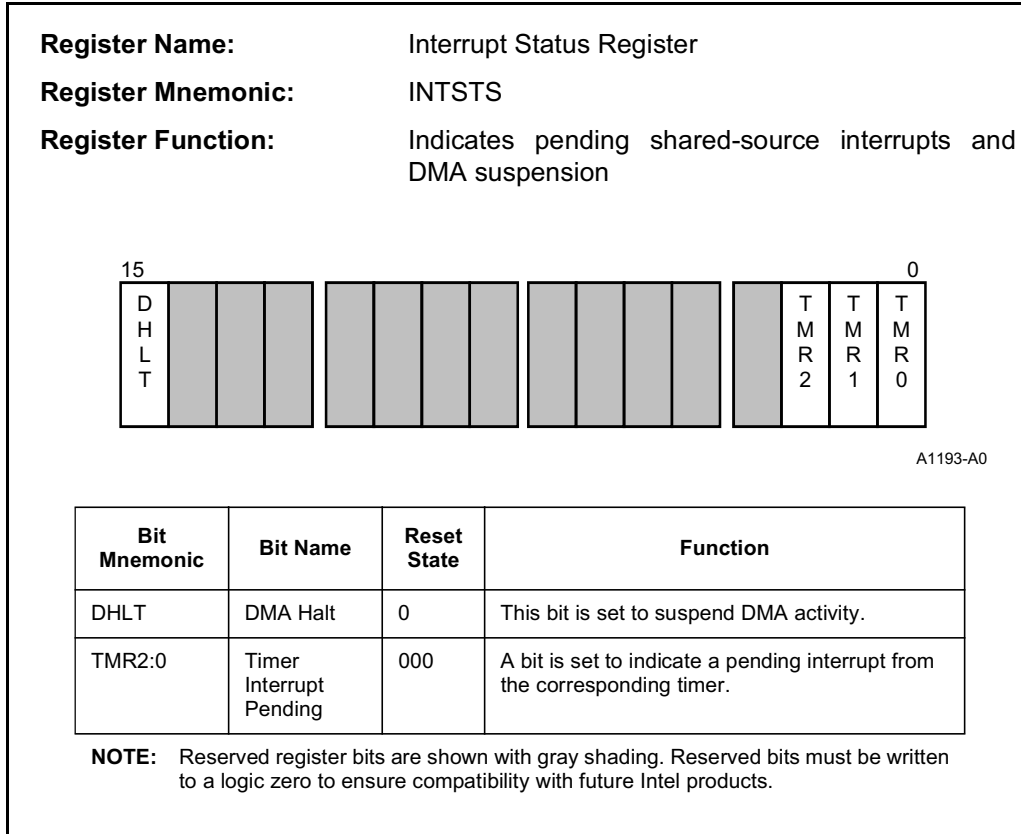 Register Name: Interrupt Status Register
Register Mnemonic: INTSTS
Register Function: Indicates pending shared-source interrupts and
DMA suspension
15 0
D H L T
T M R 2
T M R 1
T M R 0
A1193-A0
Bit Mnemonic Bit Name Reset State Function
DHLT DMA Halt 0 This bit is set to suspend DMA activity.
TMR2:0 Timer 000 A bit is set to indicate a pending interrupt from
Interrupt the corresponding timer.
Pending
NOTE: Reserved register bits are shown with gray shading. Reserved bits must be written
to a logic zero to ensure compatibility with future Intel products.